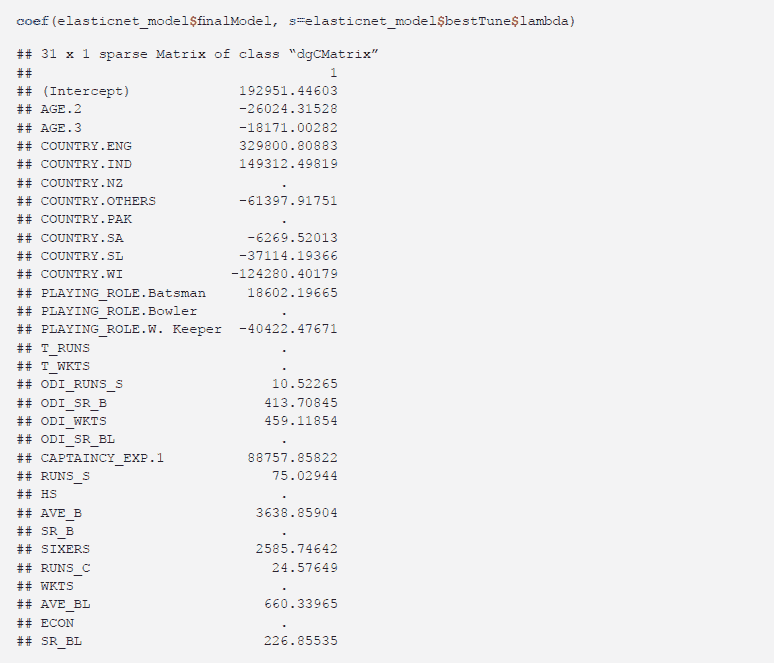 coef(elasticnet_model$finalModel, s=elasticnet_model$bestTune$lambda)
## 31 x 1 sparse Matrix of class “dgCMatrix”
## 1
## (Intercept) 192951.44603
## AGE.2 -26024.31528
## AGE.3 -18171.00282
## COUNTRY.ENG 329800.80883
## COUNTRY.IND 149312.49819
## COUNTRY.NZ .
## COUNTRY.OTHERS -61397.91751
## COUNTRY.PAK .
## COUNTRY.SA -6269.52013
## COUNTRY.SL -37114.19366
## COUNTRY.WI -124280.40179
## PLAYING_ROLE.Batsman 18602.19665
## PLAYING_ROLE.Bowler .
## PLAYING_ROLE.W. Keeper -40422.47671
## T_RUNS .
## T_WKTS .
## ODI_RUNS_S 10.52265
## ODI_SR_B 413.70845
## ODI_WKTS 459.11854
## ODI_SR_BL .
## CAPTAINCY_EXP.1 88757.85822
## RUNS_S 75.02944
## HS .
## AVE_B 3638.85904
## SR_B .
## SIXERS 2585.74642
## RUNS_C 24.57649
## WKTS .
## AVE_BL 660.33965
## ECON .
## SR_BL 226.85535